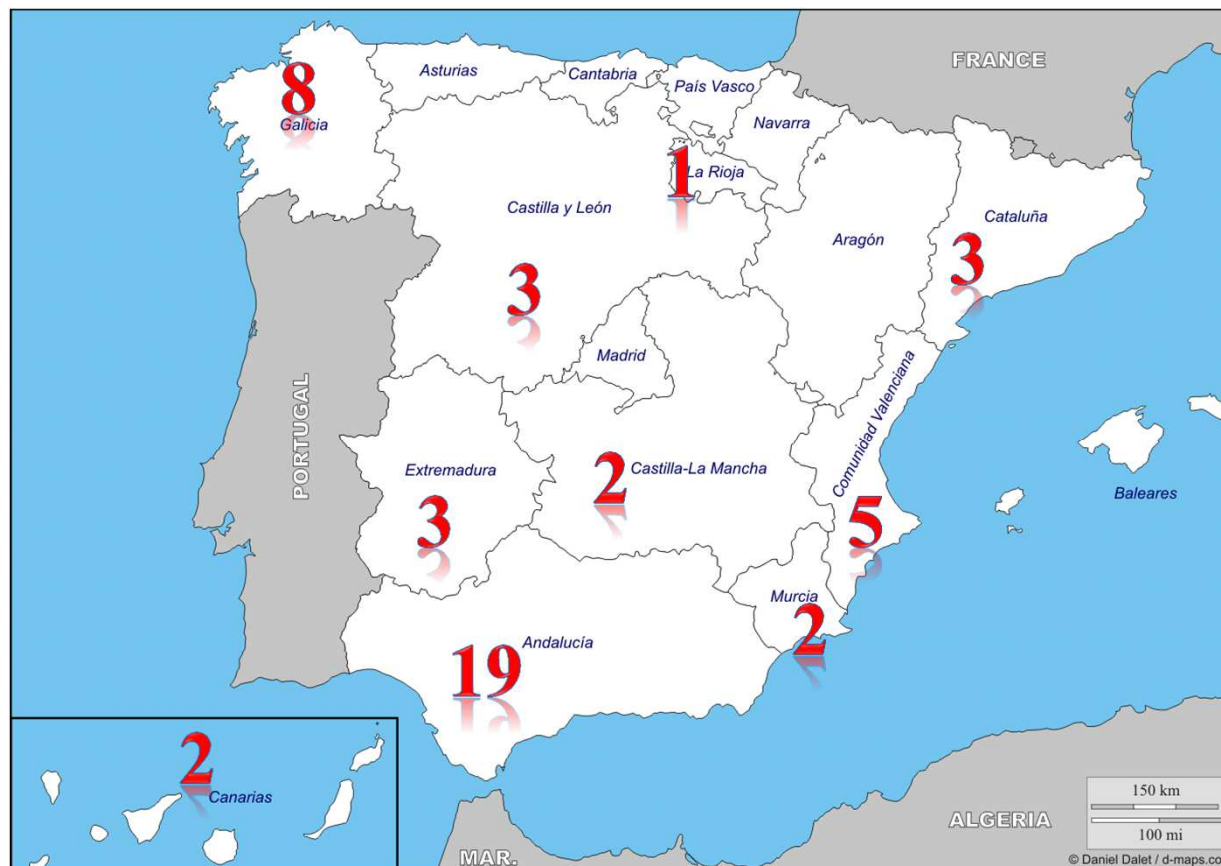 FRANCE
Asturias
Cantabria
País Vasco
8
Galicia
Navarra
1
La Rioja
Castilla y León
Cataluña
Aragón
3
3
Madrid
PORTUGAL
Comunidad Valenciana
Extremadura
2
Castilla-La Mancha
Baleares
3
5
Murcia
2
Andalucía
19
2
Canarias
150 km
100 mi
ALGERIA
MAR.
© Daniel Dalet / d-maps.co